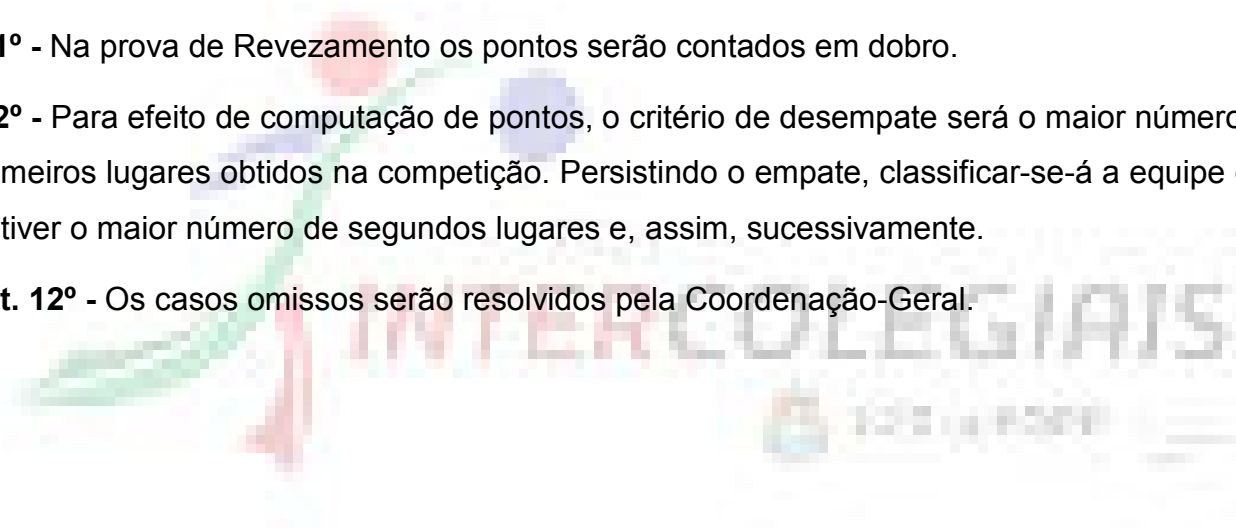 1º - Na prova de Revezamento os pontos serão contados em dobro.
2º - Para efeito de computação de pontos, o critério de desempate será o maior número
meiros lugares obtidos na competição. Persistindo o empate, classificar-se-á a equipe
tiver o maior número de segundos lugares e, assim, sucessivamente.
t. 12º - Os casos omissos serão resolvidos pela Coordenação-Geral.
INTERCOLEGIAIS